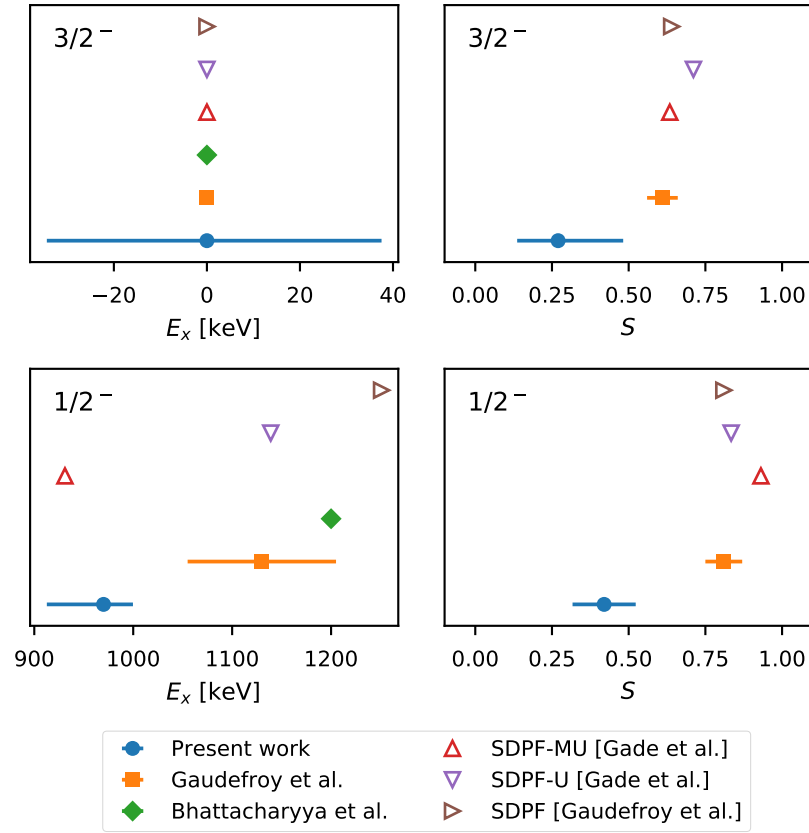 3/2⁻
−20 0 20 40
E_x [keV]
3/2⁻
0.00 0.25 0.50 0.75 1.00
S
1/2⁻
900 1000 1100 1200
E_x [keV]
1/2⁻
0.00 0.25 0.50 0.75 1.00
S
Present work
Gaudefroy et al.
Bhattacharyya et al.
SDPF-MU [Gade et al.]
SDPF-U [Gade et al.]
SDPF [Gaudefroy et al.]